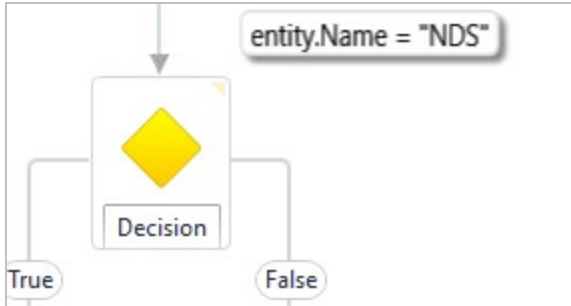 entity.Name = "NDS"
Decision
True
False